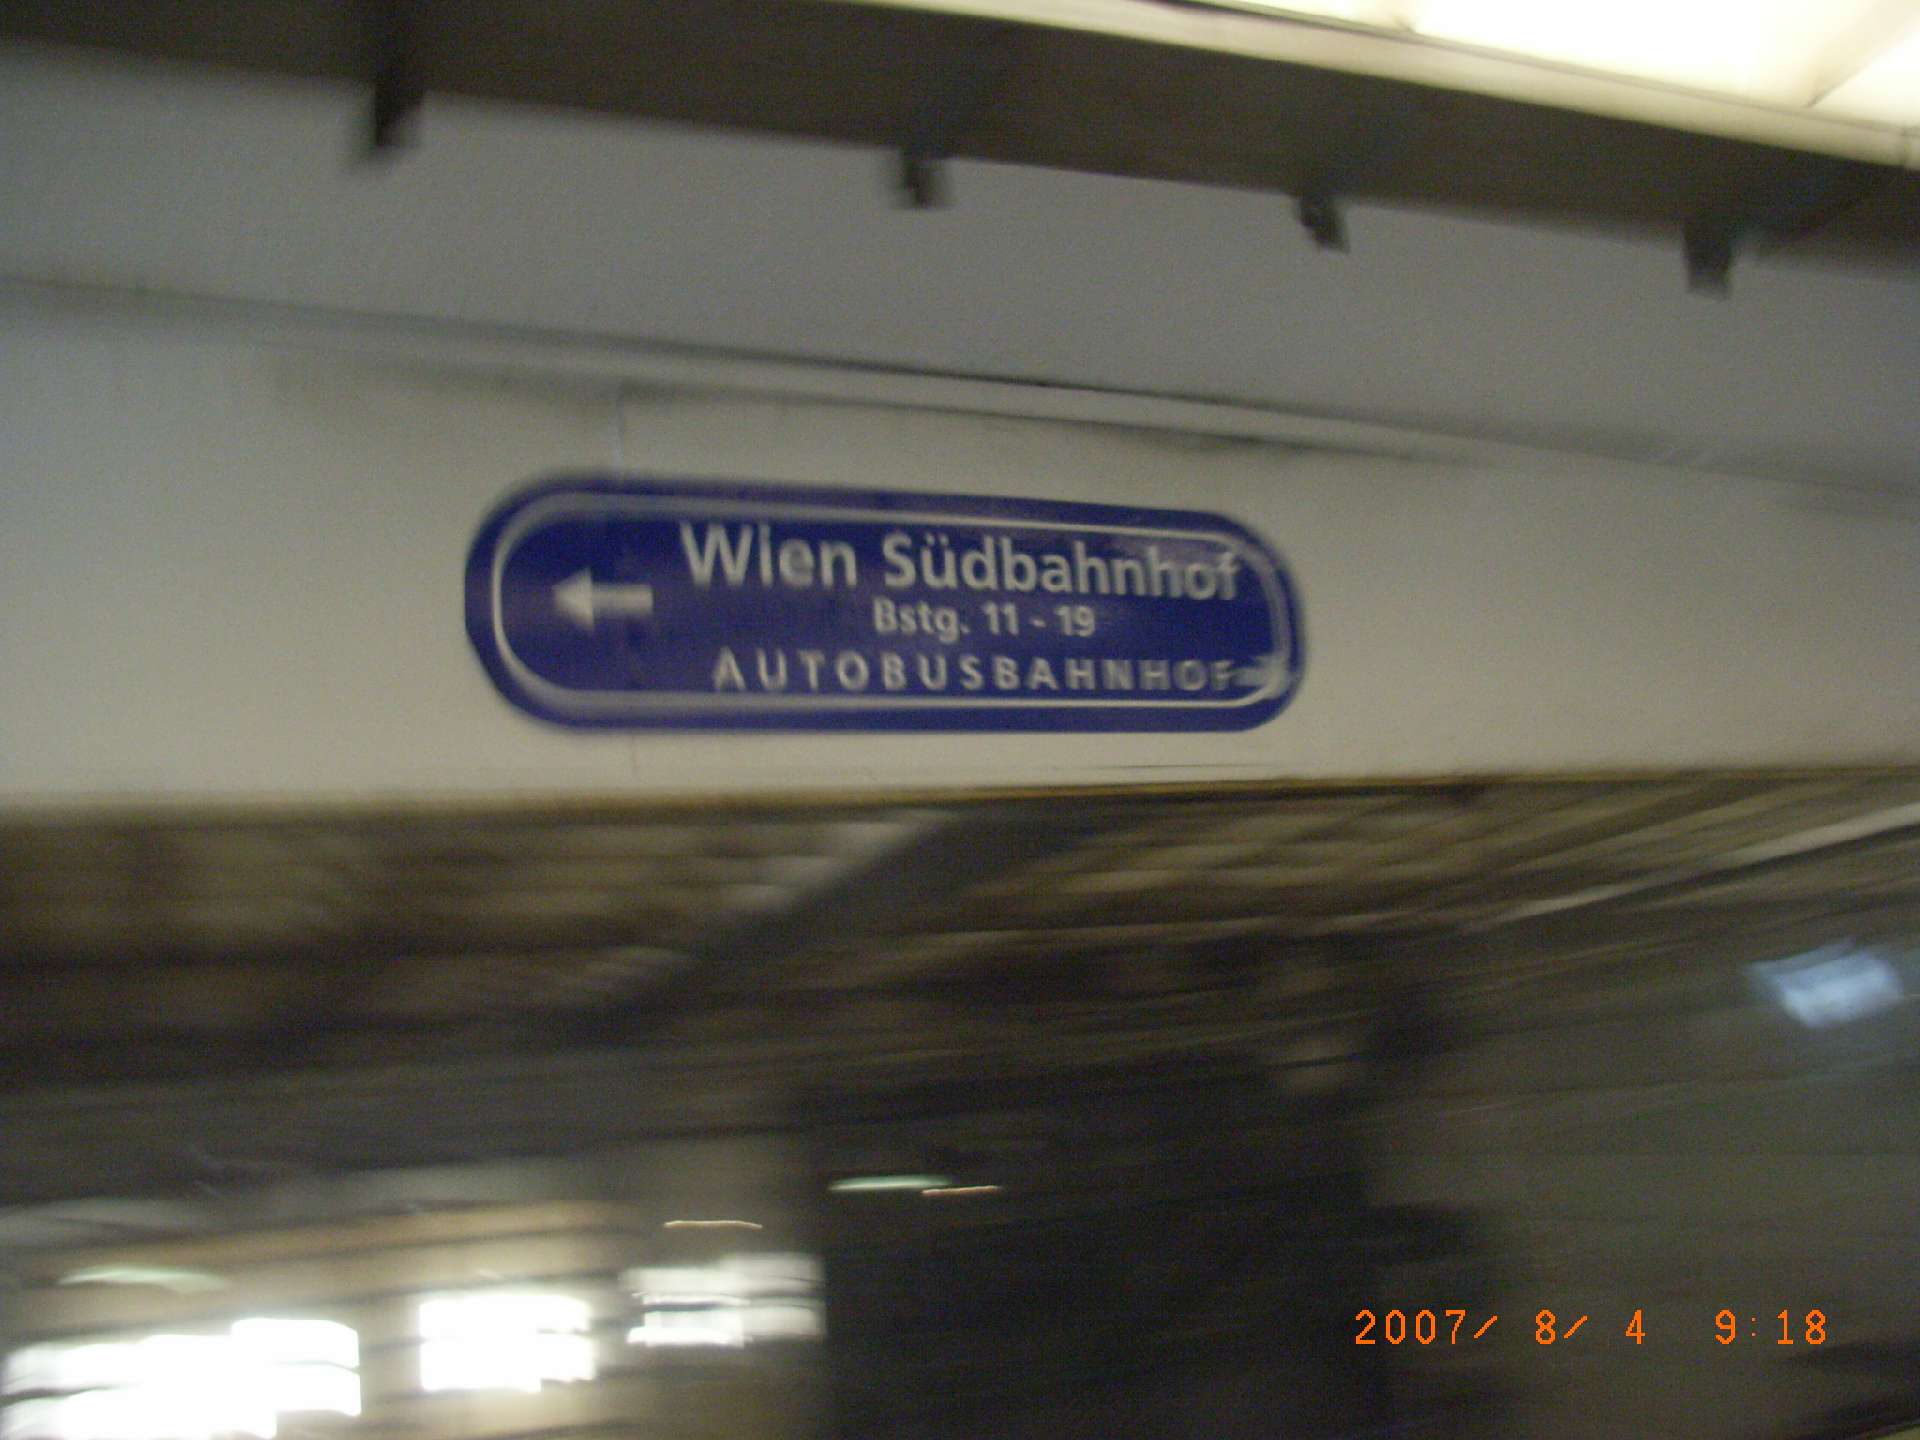 Wien Südbahnhof
Bstg. 11 - 19
AUTOBUSBAHNHOF
2007/ 8/ 4 9:18